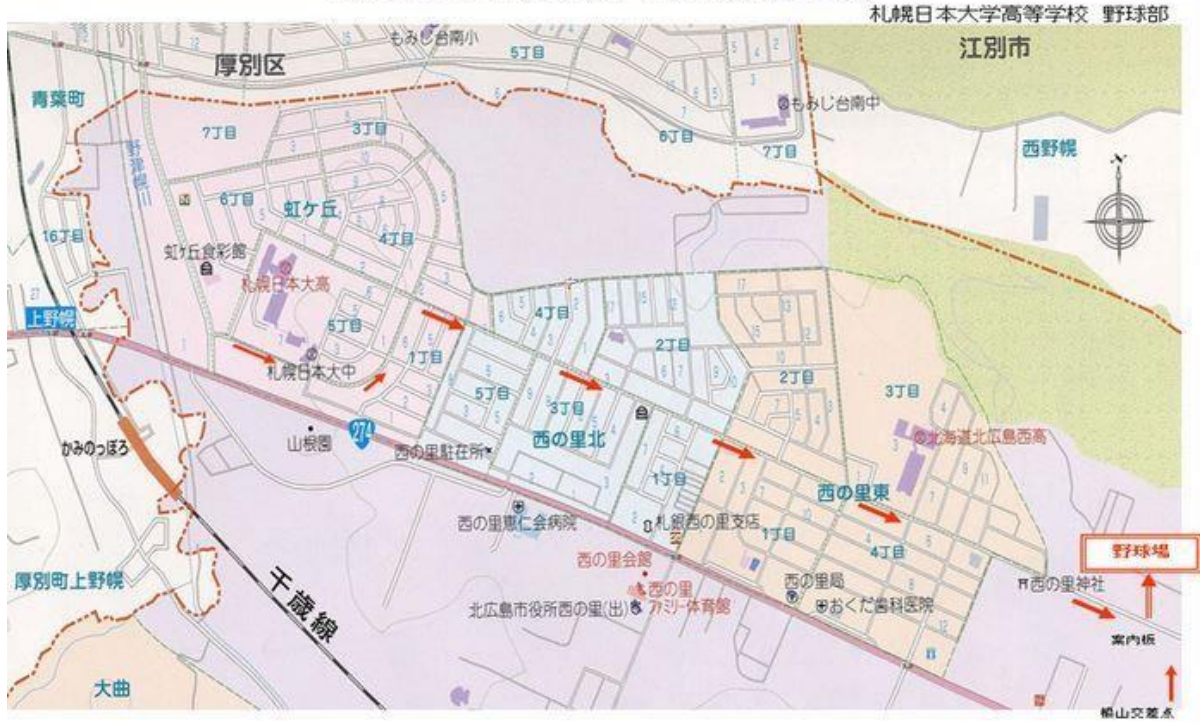 札幌日本大学高等学校 野球部
もみじ台南小
厚別区
5丁目
江別市
青葉町
もみじ台南中
7丁目
3丁目
6丁目
7丁目
西野幌
N
野津幌川
6丁目
虹ケ丘
16丁目
4丁目
虹ケ丘食彩館
札幌日本大高
上野幌
5丁目
4丁目
2丁目
1丁目
札幌日本大中
5丁目
3丁目
2丁目
3丁目
274
かみのっぽろ
山根園
西の里駐在所
西の里北
北海道北広島西高
1丁目
西の里東
西の里恵仁会病院
札銀西の里支店
1丁目
4丁目
野球場
西の里会館
厚別町上野幌
西の里
ファミリー体育館
西の里局
西の里神社
千歳線
北広島市役所西の里(出)
おくだ歯科医院
案内板
大曲